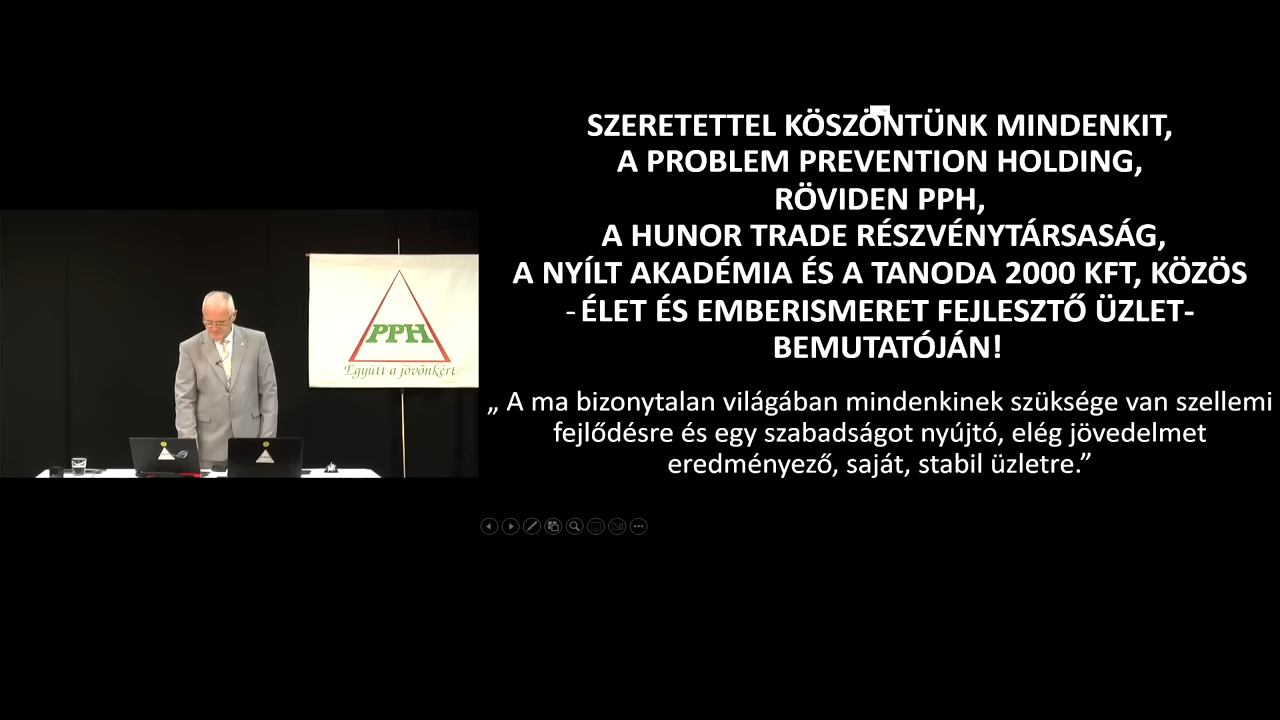 SZERETETTEL KÖSZÖNTÜNK MINDENKIT,
A PROBLEM PREVENTION HOLDING,
RÖVIDEN PPH,
A HUNOR TRADE RÉSZVÉNYTÁRSASÁG,
A NYÍLT AKADÉMIA ÉS A TANODA 2000 KFT, KÖZÖS
- ÉLET ÉS EMBERISMERET FEJLESZTŐ ÜZLET-
BEMUTATÓJÁN!
„ A ma bizonytalan világában mindenkinek szüksége van szellemi
fejlődésre és egy szabadságot nyújtó, elég jövedelmet
eredményező, saját, stabil üzletre.”
PPH
Együtt a jövőnkért